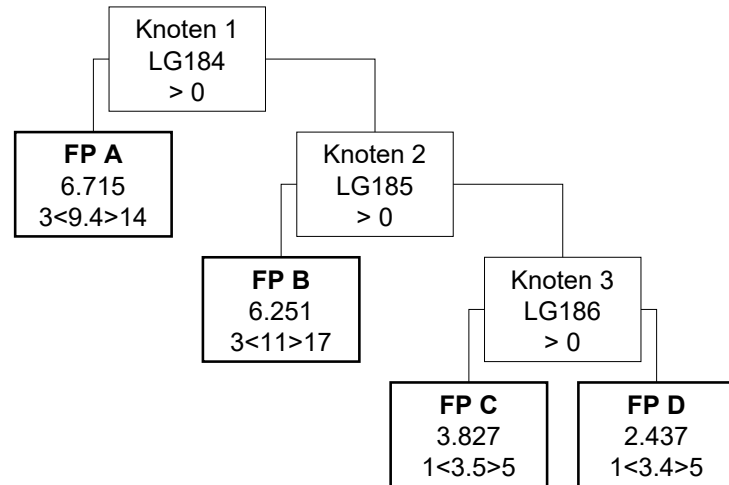 Knoten 1
LG184
> 0
FP A
6.715
3<9.4>14
Knoten 2
LG185
> 0
FP B
6.251
3<11>17
Knoten 3
LG186
> 0
FP C
3.827
1<3.5>5
FP D
2.437
1<3.4>5